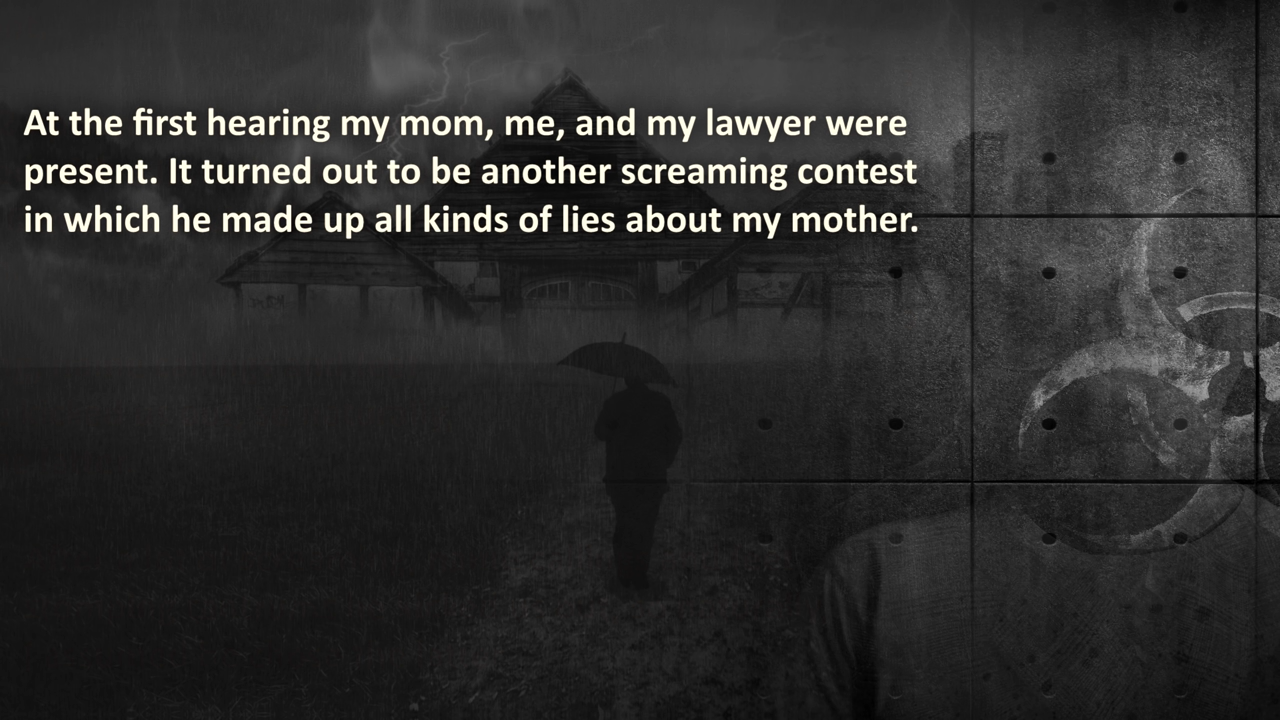 At the first hearing my mom, me, and my lawyer were
present. It turned out to be another screaming contest
in which he made up all kinds of lies about my mother.